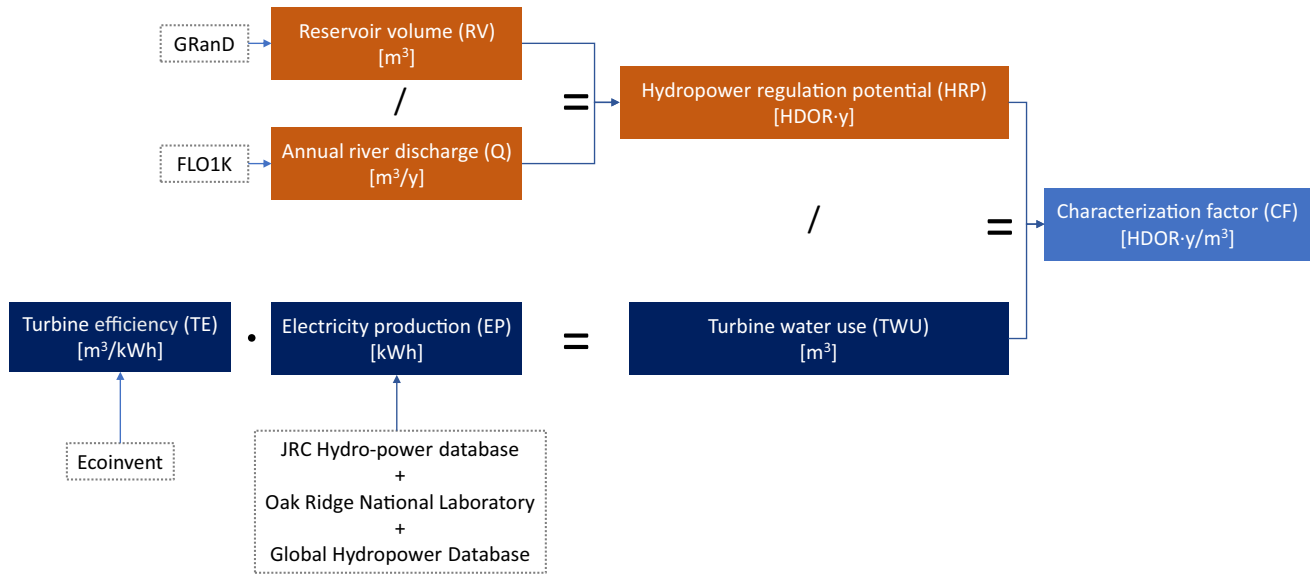 GRanD
Reservoir volume (RV)
[m³]
/
=
Hydropower regulation potential (HRP)
[HDOR·y]
FLO1K
Annual river discharge (Q)
[m³/y]
/
=
Characterization factor (CF)
[HDOR·y/m³]
Turbine efficiency (TE)
[m³/kWh]
·
Electricity production (EP)
[kWh]
=
Turbine water use (TWU)
[m³]
Ecoinvent
JRC Hydro-power database
+
Oak Ridge National Laboratory
+
Global Hydropower Database